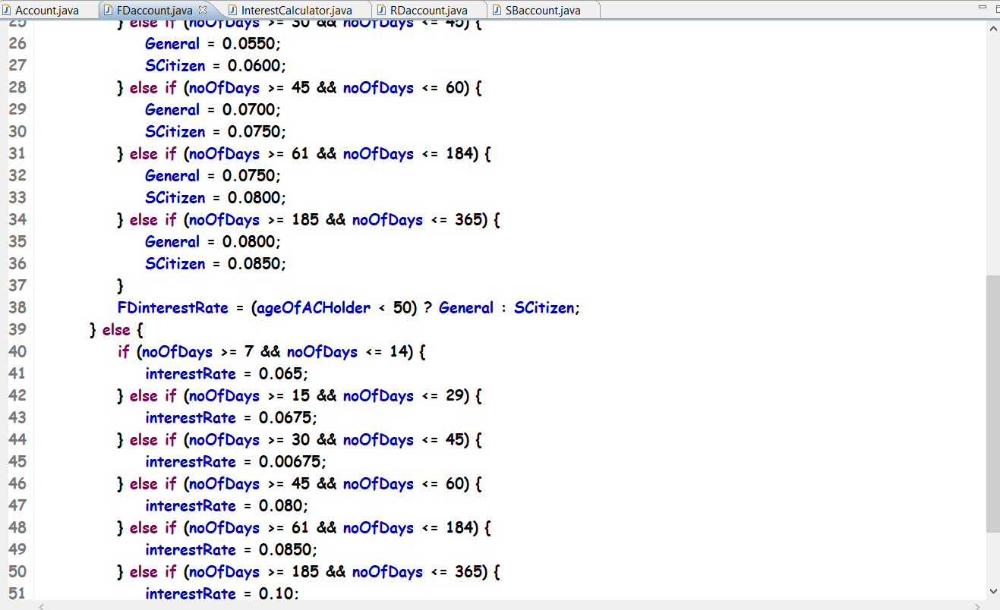 Account.java FDaccount.java InterestCalculator.java RDaccount.java SBaccount.java
25 } else if (noOfDays >= 30 && noOfDays <= 45) {
26 General = 0.0550;
27 SCitizen = 0.0600;
28 } else if (noOfDays >= 45 && noOfDays <= 60) {
29 General = 0.0700;
30 SCitizen = 0.0750;
31 } else if (noOfDays >= 61 && noOfDays <= 184) {
32 General = 0.0750;
33 SCitizen = 0.0800;
34 } else if (noOfDays >= 185 && noOfDays <= 365) {
35 General = 0.0800;
36 SCitizen = 0.0850;
37 }
38 FDinterestRate = (ageOfACHolder < 50) ? General : SCitizen;
39 } else {
40 if (noOfDays >= 7 && noOfDays <= 14) {
41 interestRate = 0.065;
42 } else if (noOfDays >= 15 && noOfDays <= 29) {
43 interestRate = 0.0675;
44 } else if (noOfDays >= 30 && noOfDays <= 45) {
45 interestRate = 0.00675;
46 } else if (noOfDays >= 45 && noOfDays <= 60) {
47 interestRate = 0.080;
48 } else if (noOfDays >= 61 && noOfDays <= 184) {
49 interestRate = 0.0850;
50 } else if (noOfDays >= 185 && noOfDays <= 365) {
51 interestRate = 0.10;